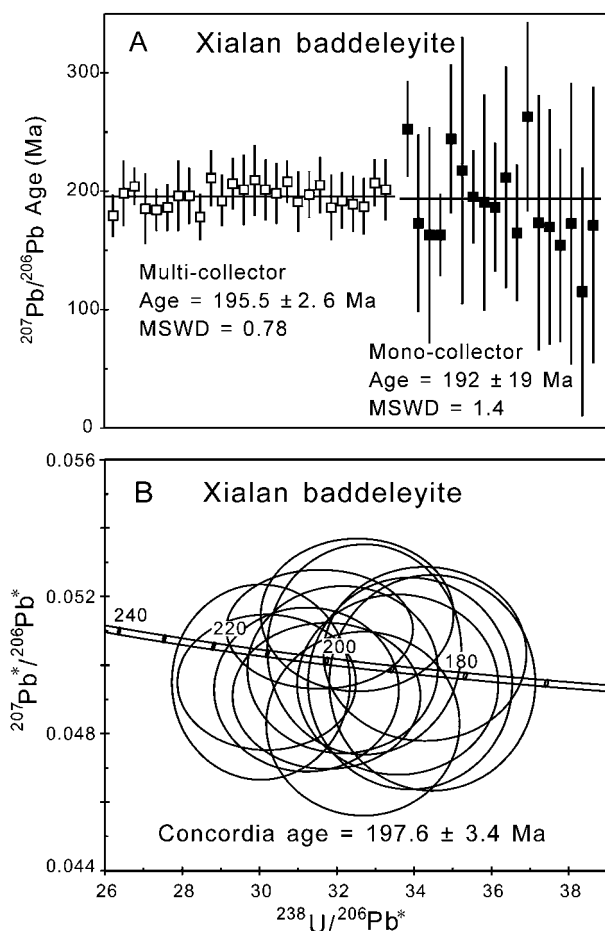 A Xialan baddeleyite
300
200
100
0
²⁰⁷Pb/²⁰⁶Pb Age (Ma)
Multi-collector
Age = 195.5 ± 2.6 Ma
MSWD = 0.78
Mono-collector
Age = 192 ± 19 Ma
MSWD = 1.4
B Xialan baddeleyite
0.056
0.052
0.048
0.044
²⁰⁷Pb*/²⁰⁶Pb*
240
220
200
180
Concordia age = 197.6 ± 3.4 Ma
26 28 30 32 34 36 38
²³⁸U/²⁰⁶Pb*